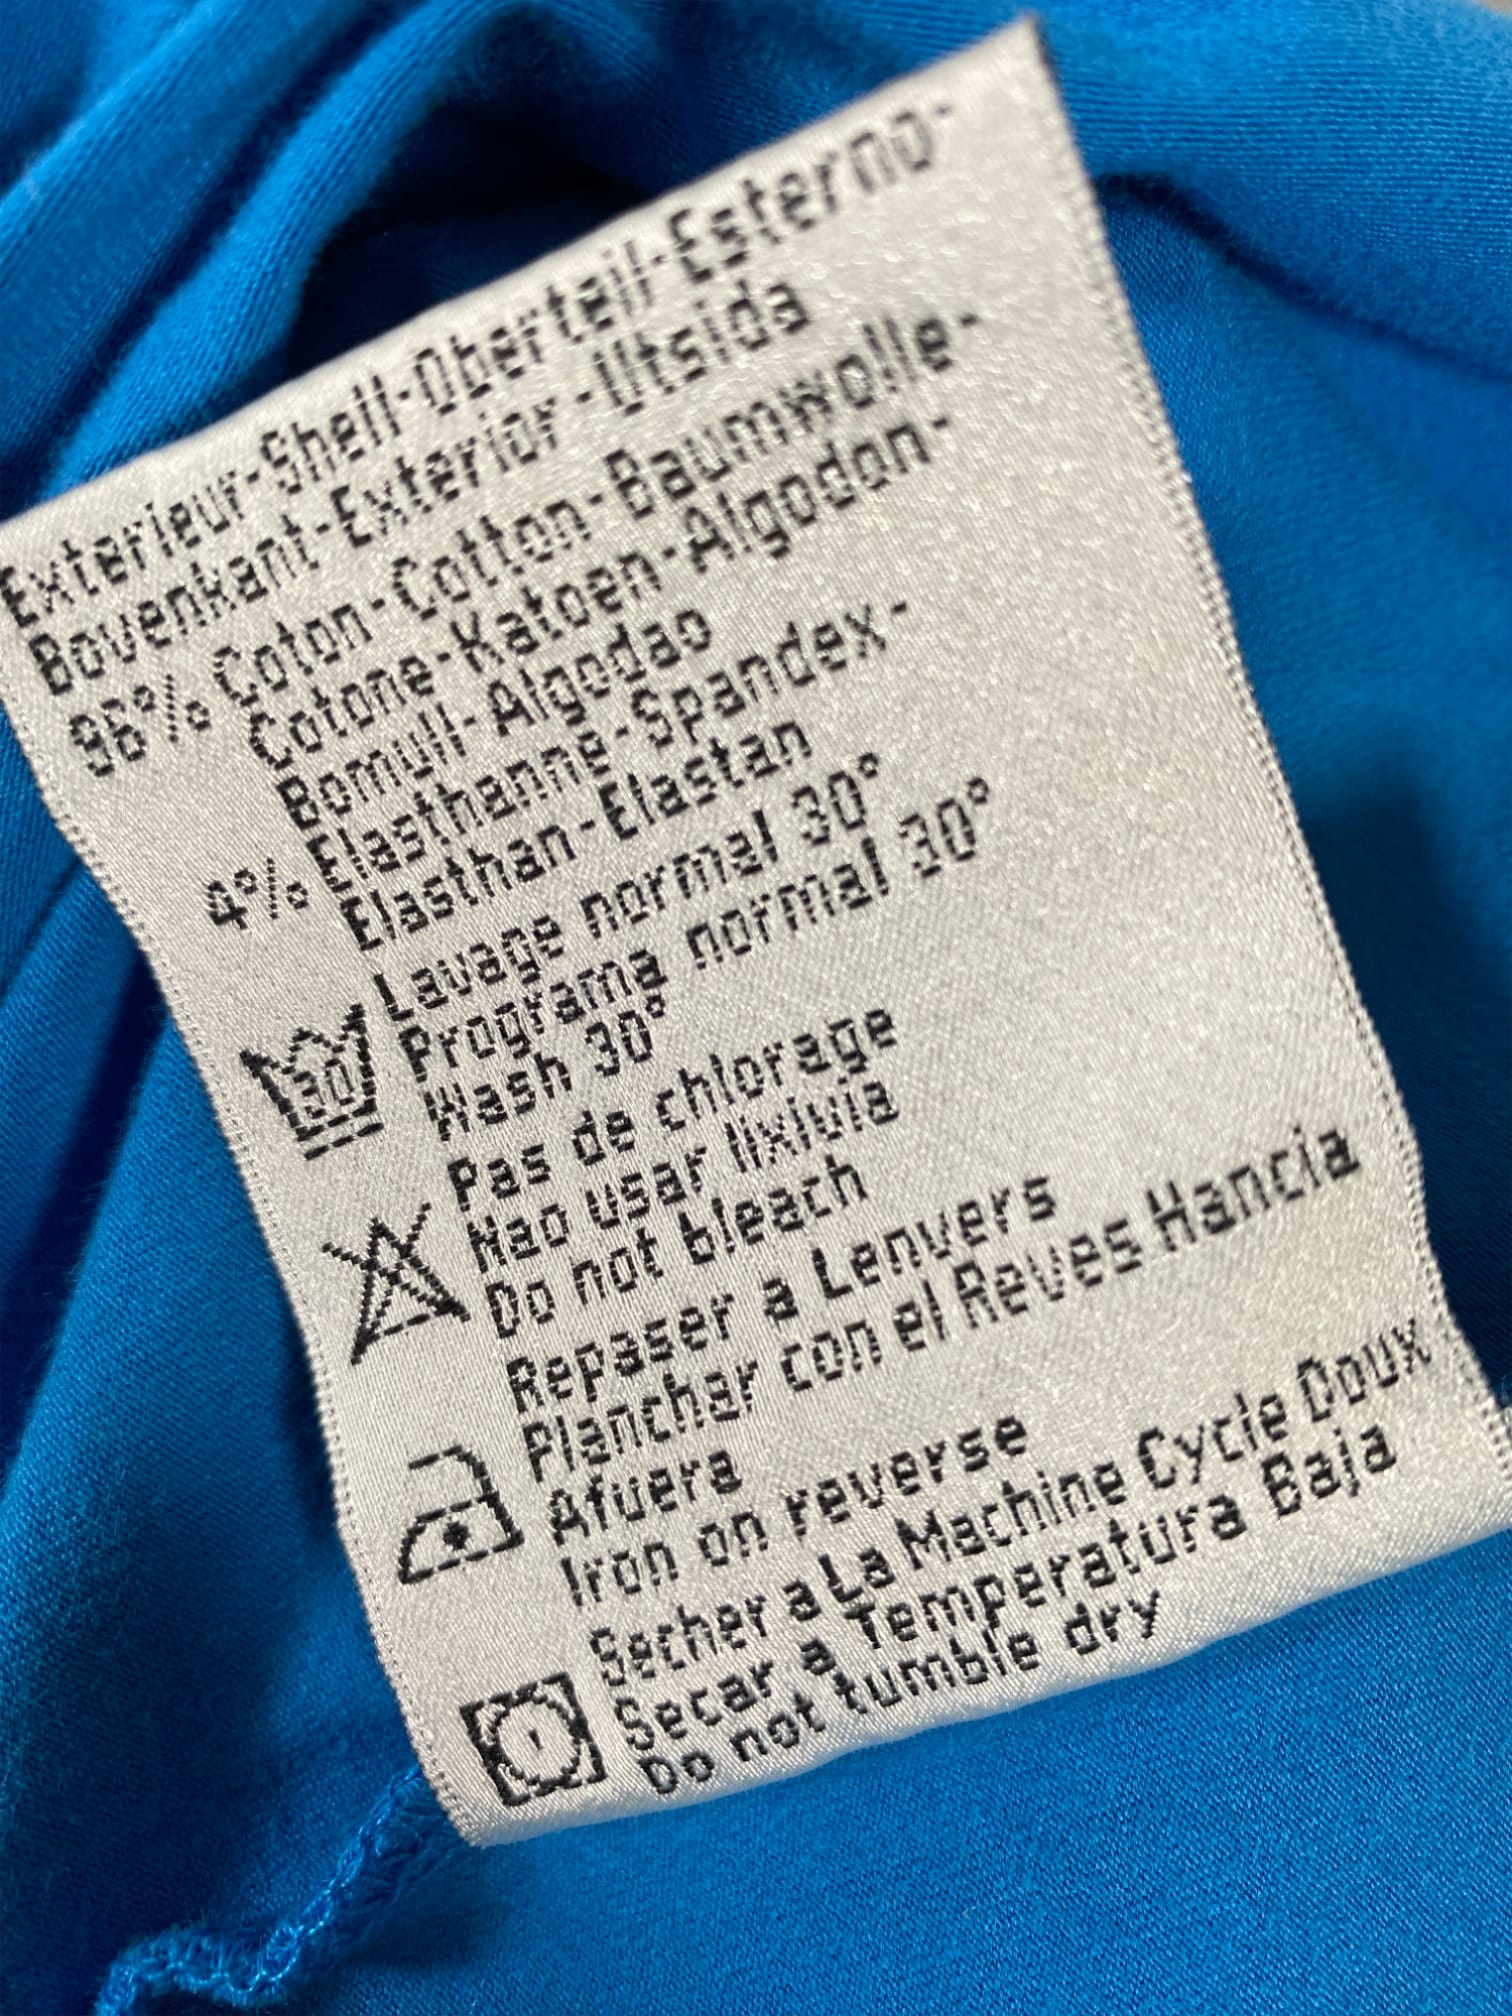 Exterieur-Shell-Oberteil-Esterno-
Bovenkant-Exterior-Utsida
96% Coton-Cotton-Baumwolle-
Cotone-Katoen-Algodon-
Bomull-Algodao
4% Elasthanne-Spandex-
Elasthan-Elastan
Lavage normal 30°
Programa normal 30°
30 Wash 30°
Pas de chlorage
Nao usar lixivia
Do not bleach
Repaser a Lenvers
Planchar con el Reves Hancia
Afuera
Iron on reverse
Secher a La Machine Cycle Doux
Secar a Temperatura Baja
Do not tumble dry